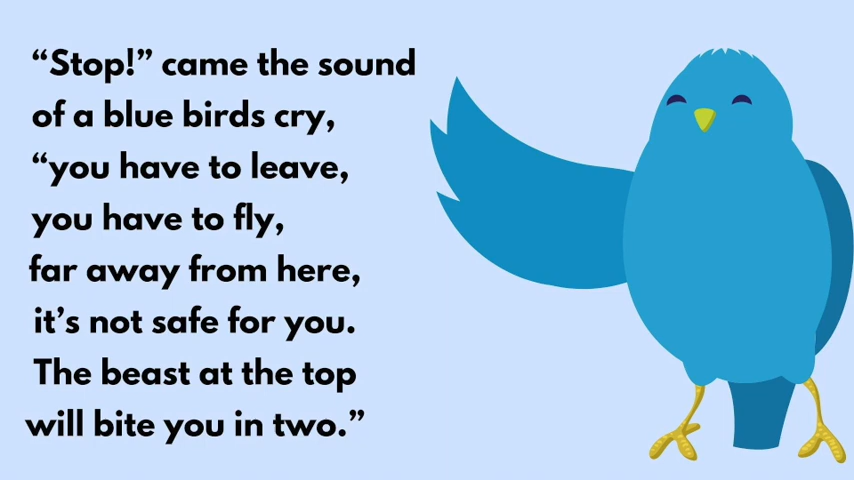 “Stop!” came the sound
of a blue birds cry,
“you have to leave,
you have to fly,
far away from here,
it’s not safe for you.
The beast at the top
will bite you in two.”